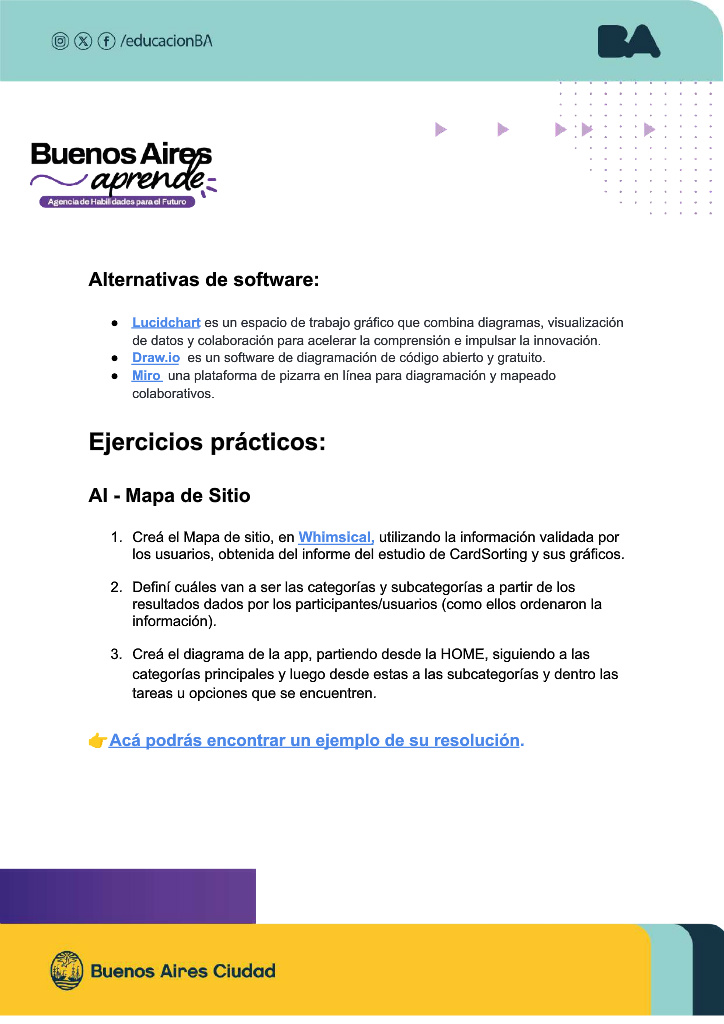 /educacionBA
BA
Buenos Aires
aprende
Agencia de Habilidades para el Futuro
Alternativas de software:
● Lucidchart es un espacio de trabajo gráfico que combina diagramas, visualización
de datos y colaboración para acelerar la comprensión e impulsar la innovación.
● Draw.io es un software de diagramación de código abierto y gratuito.
● Miro una plataforma de pizarra en línea para diagramación y mapeado
colaborativos.
Ejercicios prácticos:
AI - Mapa de Sitio
1. Creá el Mapa de sitio, en Whimsical, utilizando la información validada por
los usuarios, obtenida del informe del estudio de CardSorting y sus gráficos.
2. Definí cuáles van a ser las categorías y subcategorías a partir de los
resultados dados por los participantes/usuarios (como ellos ordenaron la
información).
3. Creá el diagrama de la app, partiendo desde la HOME, siguiendo a las
categorías principales y luego desde estas a las subcategorías y dentro las
tareas u opciones que se encuentren.
👉Acá podrás encontrar un ejemplo de su resolución.
Buenos Aires Ciudad